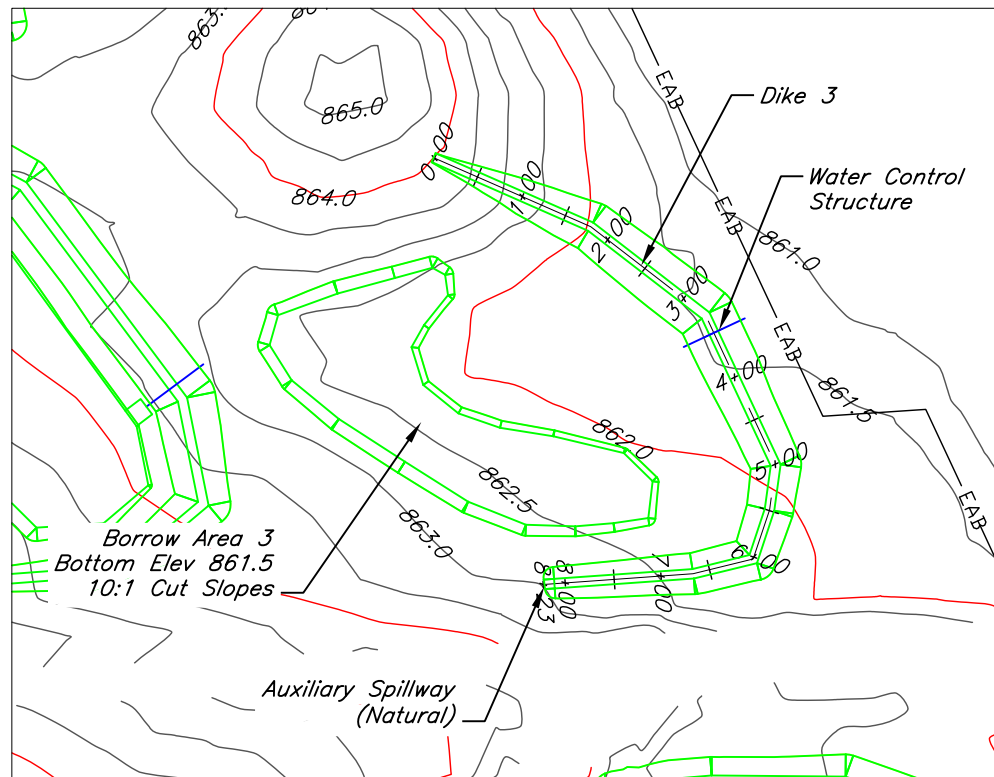 863.
865.0
864.0
EAB
Dike 3
Water Control
Structure
0+00
1+00
2+00
3+00
4+00
5+00
6+00
7+00
8+00
8+23
EAB
861.0
EAB
861.5
862.0
862.5
863.0
EAB
Borrow Area 3
Bottom Elev 861.5
10:1 Cut Slopes
Auxiliary Spillway
(Natural)